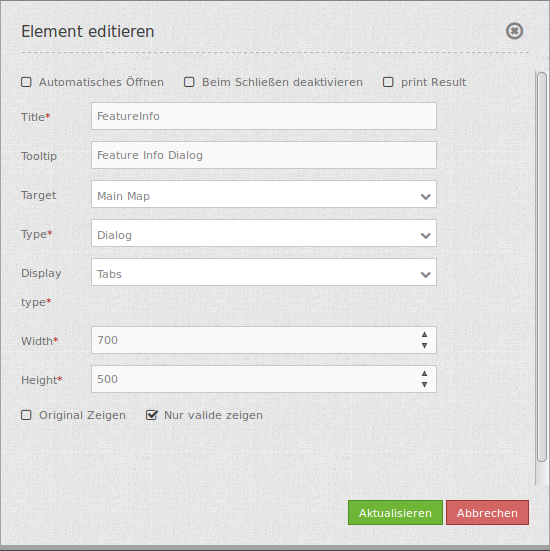 Element editieren
Automatisches Öffnen Beim Schließen deaktivieren print Result
Title* FeatureInfo
Tooltip Feature Info Dialog
Target Main Map
Type* Dialog
Display Tabs
type*
Width* 700
Height* 500
Original Zeigen Nur valide zeigen
Aktualisieren Abbrechen